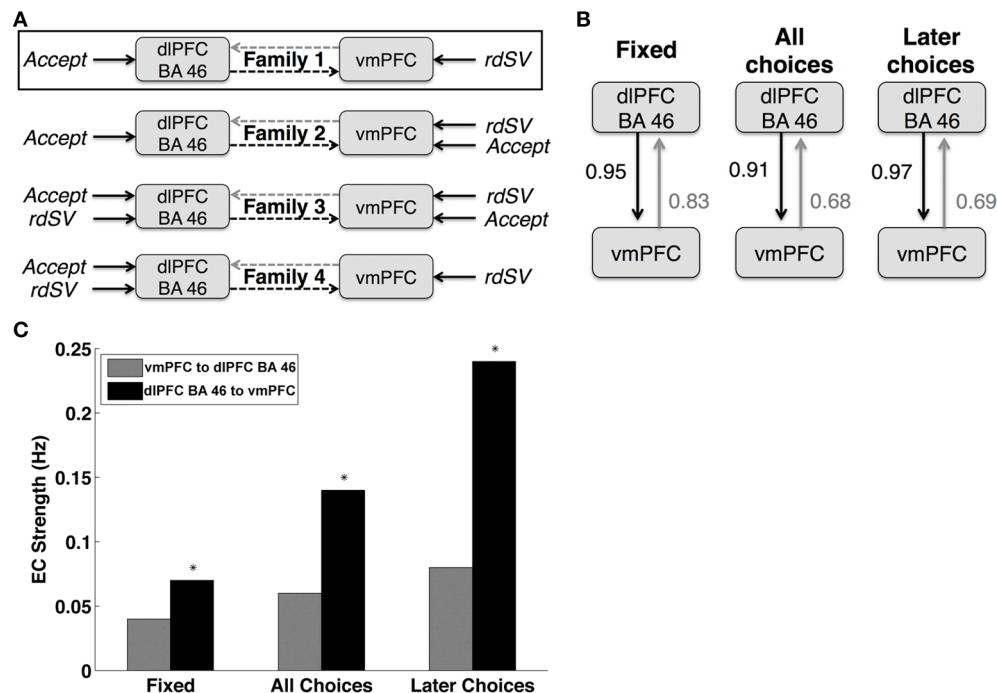 A
Accept
dlPFC
BA 46
Family 1
vmPFC
rdSV
Accept
dlPFC
BA 46
Family 2
vmPFC
rdSV
Accept
Accept
rdSV
dlPFC
BA 46
Family 3
vmPFC
rdSV
Accept
Accept
rdSV
dlPFC
BA 46
Family 4
vmPFC
rdSV
B
Fixed
All
choices
Later
choices
dlPFC
BA 46
dlPFC
BA 46
dlPFC
BA 46
0.95
0.83
0.91
0.68
0.97
0.69
vmPFC
vmPFC
vmPFC
C
EC Strength (Hz)
0.25
0.2
0.15
0.1
0.05
0
vmPFC to dlPFC BA 46
dlPFC BA 46 to vmPFC
*
*
*
Fixed
All Choices
Later Choices